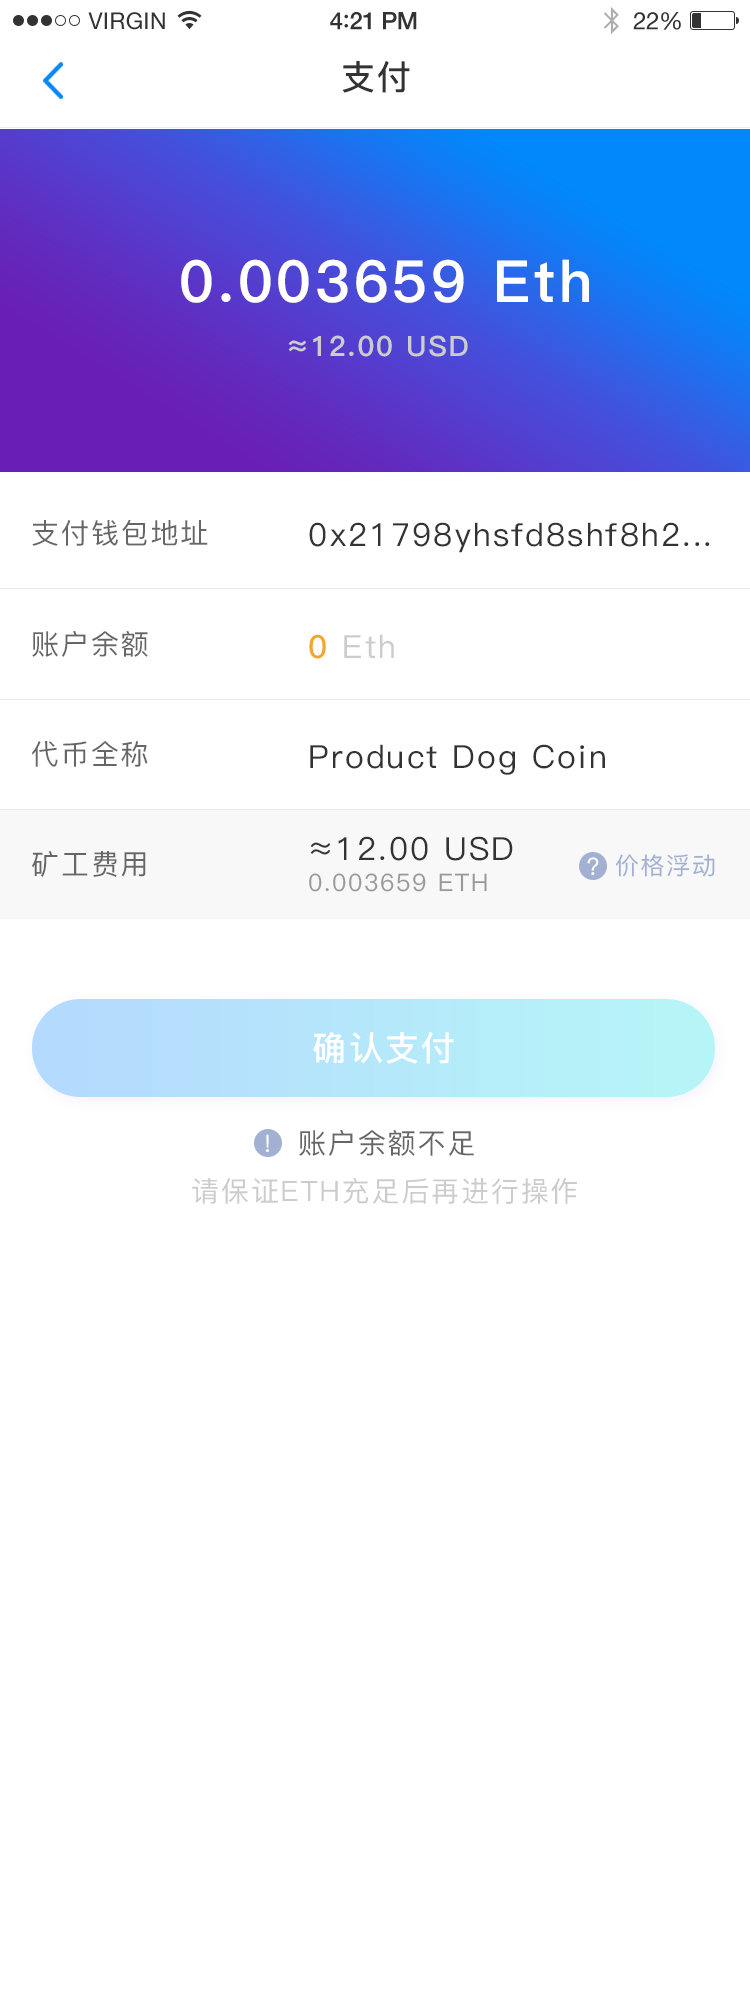 VIRGIN 4:21 PM 22%
支付
0.003659 Eth
≈12.00 USD
支付钱包地址 0x21798yhsfd8shf8h2...
账户余额 0 Eth
代币全称 Product Dog Coin
矿工费用 ≈12.00 USD ? 价格浮动
0.003659 ETH
确认支付
! 账户余额不足
请保证ETH充足后再进行操作